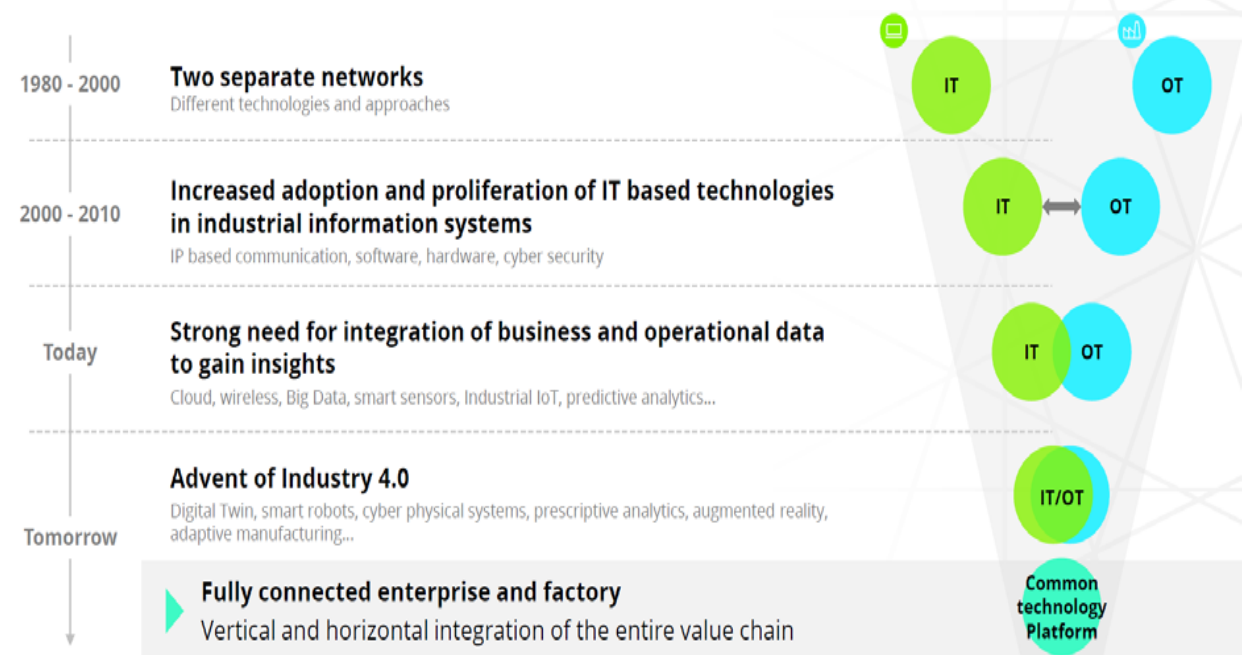 1980 - 2000
Two separate networks
Different technologies and approaches
IT
OT
2000 - 2010
Increased adoption and proliferation of IT based technologies
in industrial information systems
IP based communication, software, hardware, cyber security
IT
OT
Today
Strong need for integration of business and operational data
to gain insights
Cloud, wireless, Big Data, smart sensors, Industrial IoT, predictive analytics...
IT
OT
Tomorrow
Advent of Industry 4.0
Digital Twin, smart robots, cyber physical systems, prescriptive analytics, augmented reality,
adaptive manufacturing...
IT/OT
Fully connected enterprise and factory
Vertical and horizontal integration of the entire value chain
Common
technology
Platform